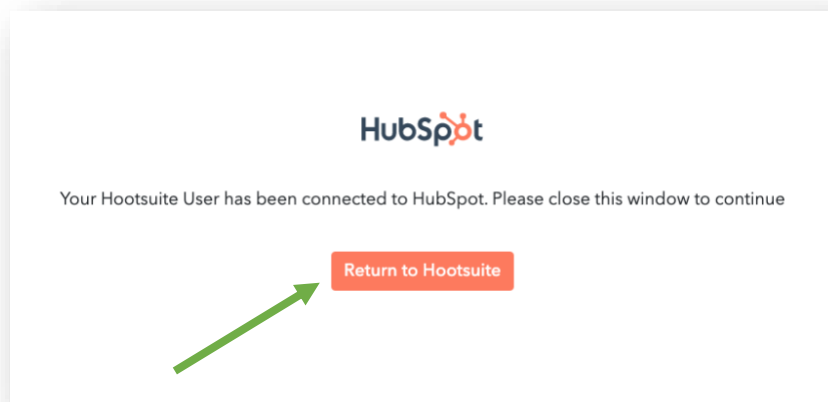 HubSpot
Your Hootsuite User has been connected to HubSpot. Please close this window to continue
Return to Hootsuite